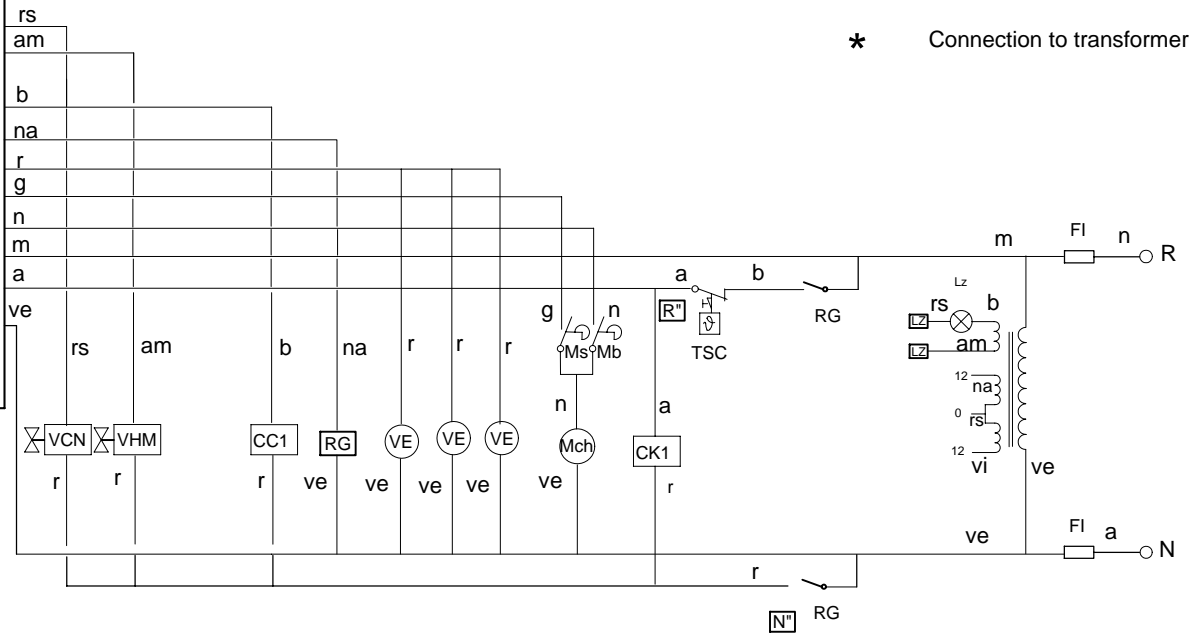 rs
am
* Connection to transformer
b
na
r
g
n
m
m
FI
n
R
a
a
b
Lz
ve
R"
RG
rs
b
LZ
g
n
TSC
LZ
am
rs
am
b
na
r
r
r
Ms
Mb
12
na
n
a
0
rs
VCN
VHM
CC1
RG
VE
VE
VE
Mch
CK1
12
vi
ve
r
r
r
ve
ve
ve
ve
ve
r
ve
FI
a
N
r
RG
N"
ϑ